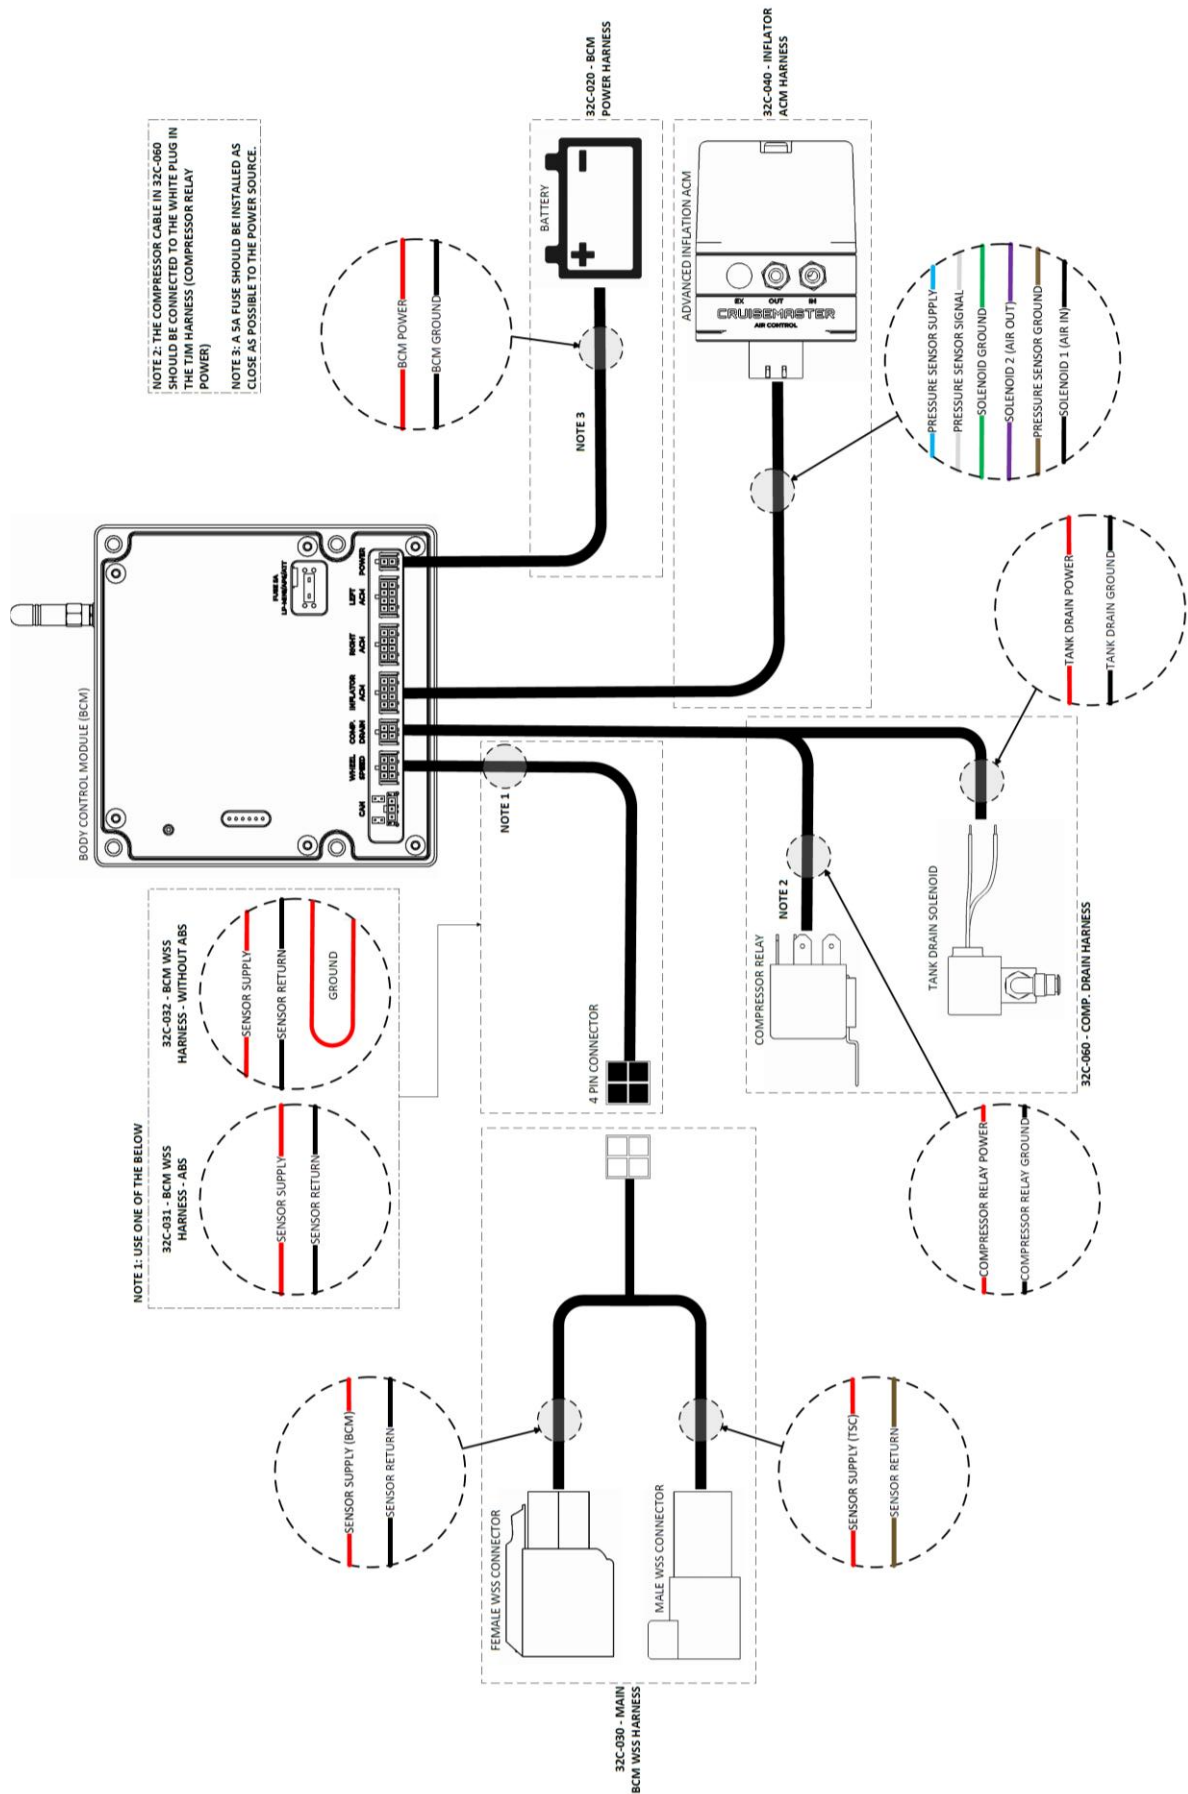 NOTE 1: USE ONE OF THE BELOW
32C-031 - BCM WSS
HARNESS - ABS
SENSOR SUPPLY
SENSOR RETURN
32C-032 - BCM WSS
HARNESS - WITHOUT ABS
SENSOR SUPPLY
SENSOR RETURN
GROUND
BODY CONTROL MODULE (BCM)
FUSE 5A
CAN
WHEEL
SPEED
COMP.
DRAIN
INFLATOR
ACM
RIGHT
ACM
LEFT
ACM
POWER
NOTE 2: THE COMPRESSOR CABLE IN 32C-060
SHOULD BE CONNECTED TO THE WHITE PLUG IN
THE TJM HARNESS (COMPRESSOR RELAY
POWER)
NOTE 3: A 5A FUSE SHOULD BE INSTALLED AS
CLOSE AS POSSIBLE TO THE POWER SOURCE.
BCM POWER
BCM GROUND
SENSOR SUPPLY (BCM)
SENSOR RETURN
FEMALE WSS CONNECTOR
MALE WSS CONNECTOR
32C-030 - MAIN
BCM WSS HARNESS
SENSOR SUPPLY (TSC)
SENSOR RETURN
4 PIN CONNECTOR
NOTE 1
NOTE 3
BATTERY
32C-020 - BCM
POWER HARNESS
ADVANCED INFLATION ACM
EX
OUT
IN
CRUISEMASTER
AIR CONTROL
32C-040 - INFLATOR
ACM HARNESS
COMPRESSOR RELAY
NOTE 2
TANK DRAIN SOLENOID
32C-060 - COMP. DRAIN HARNESS
COMPRESSOR RELAY POWER
COMPRESSOR RELAY GROUND
TANK DRAIN POWER
TANK DRAIN GROUND
PRESSURE SENSOR SUPPLY
PRESSURE SENSOR SIGNAL
SOLENOID GROUND
SOLENOID 2 (AIR OUT)
PRESSURE SENSOR GROUND
SOLENOID 1 (AIR IN)